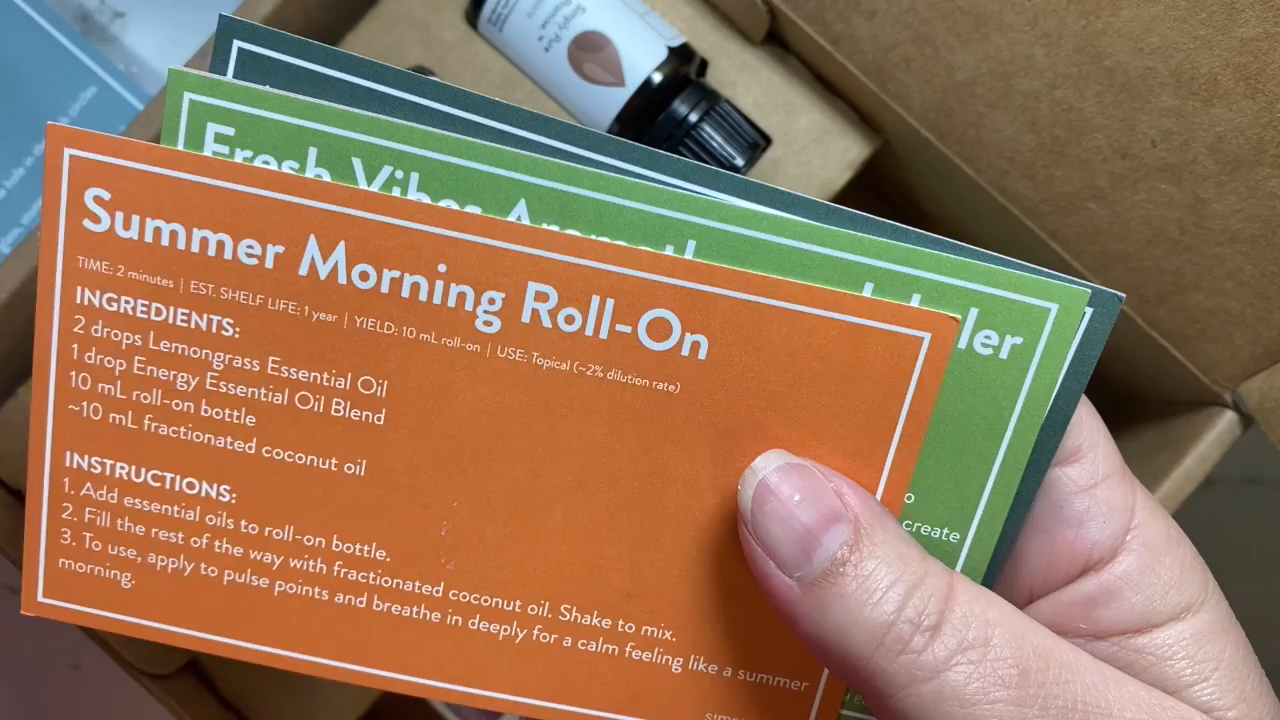 Summer Morning Roll-On
TIME: 2 minutes | EST. SHELF LIFE: 1 year | YIELD: 10 mL roll-on | USE: Topical (~2% dilution rate)
INGREDIENTS:
2 drops Lemongrass Essential Oil
1 drop Energy Essential Oil Blend
10 mL roll-on bottle
~10 mL fractionated coconut oil
INSTRUCTIONS:
1. Add essential oils to roll-on bottle.
2. Fill the rest of the way with fractionated coconut oil. Shake to mix.
3. To use, apply to pulse points and breathe in deeply for a calm feeling like a summer
morning.
Fresh Vibes
create
Simply